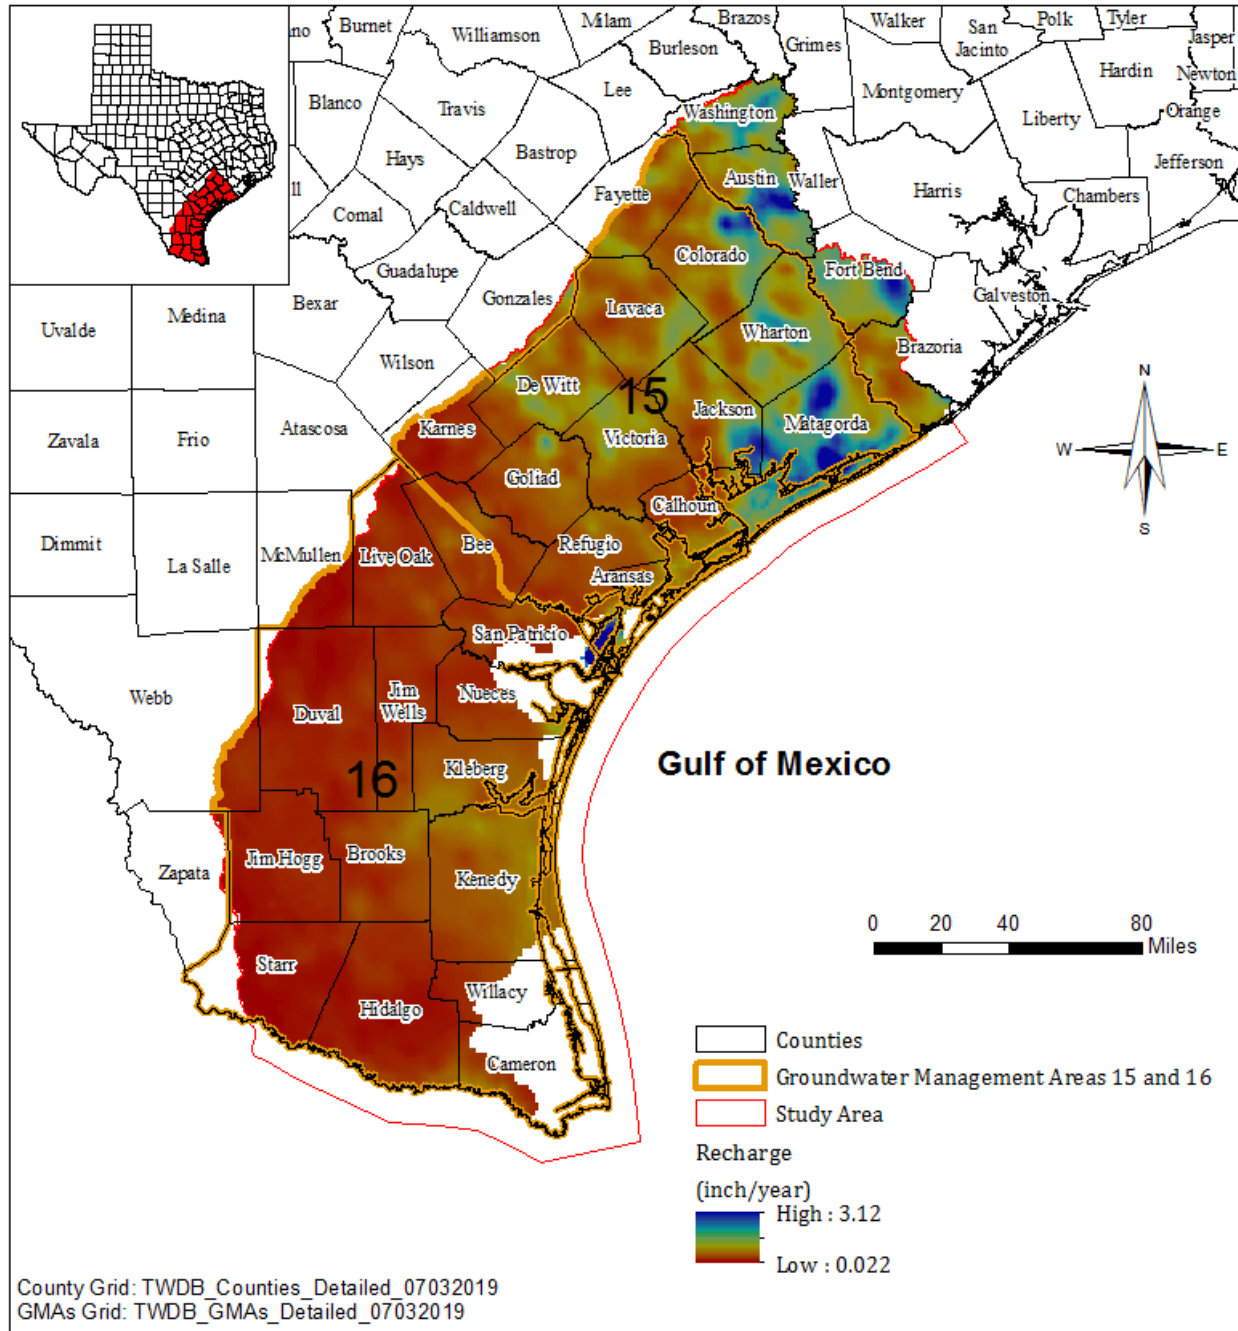 Burnet
Williamson
Milam
Brazos
Walker
San
Jacinto
Polk
Tyler
Jasper
Newton
Burleson
Grimes
Hardin
Lee
Montgomery
Blanco
Travis
Washington
Liberty
Orange
Bastrop
Hays
Austin
Waller
Harris
Jefferson
Fayette
Chambers
Comal
Caldwell
Colorado
Guadalupe
Fort Bend
Bexar
Gonzales
Galveston
Medina
Uvalde
Lavaca
Wharton
Brazoria
Wilson
De Witt
15
Jackson
Matagorda
Karnes
Atascosa
Victoria
Zavala
Frio
Goliad
Calhoun
Dimmit
La Salle
McMullen
Live Oak
Bee
Refugio
Aransas
San Patricio
Webb
Duval
Jim
Wells
Nueces
16
Kleberg
Gulf of Mexico
Zapata
Jim Hogg
Brooks
Kenedy
Starr
Hidalgo
Willacy
Cameron
N
W
E
S
0 20 40 80
Miles
Counties
Groundwater Management Areas 15 and 16
Study Area
Recharge
(inch/year)
High : 3.12
Low : 0.022
County Grid: TWDB_Counties_Detailed_07032019
GMAs Grid: TWDB_GMAs_Detailed_07032019